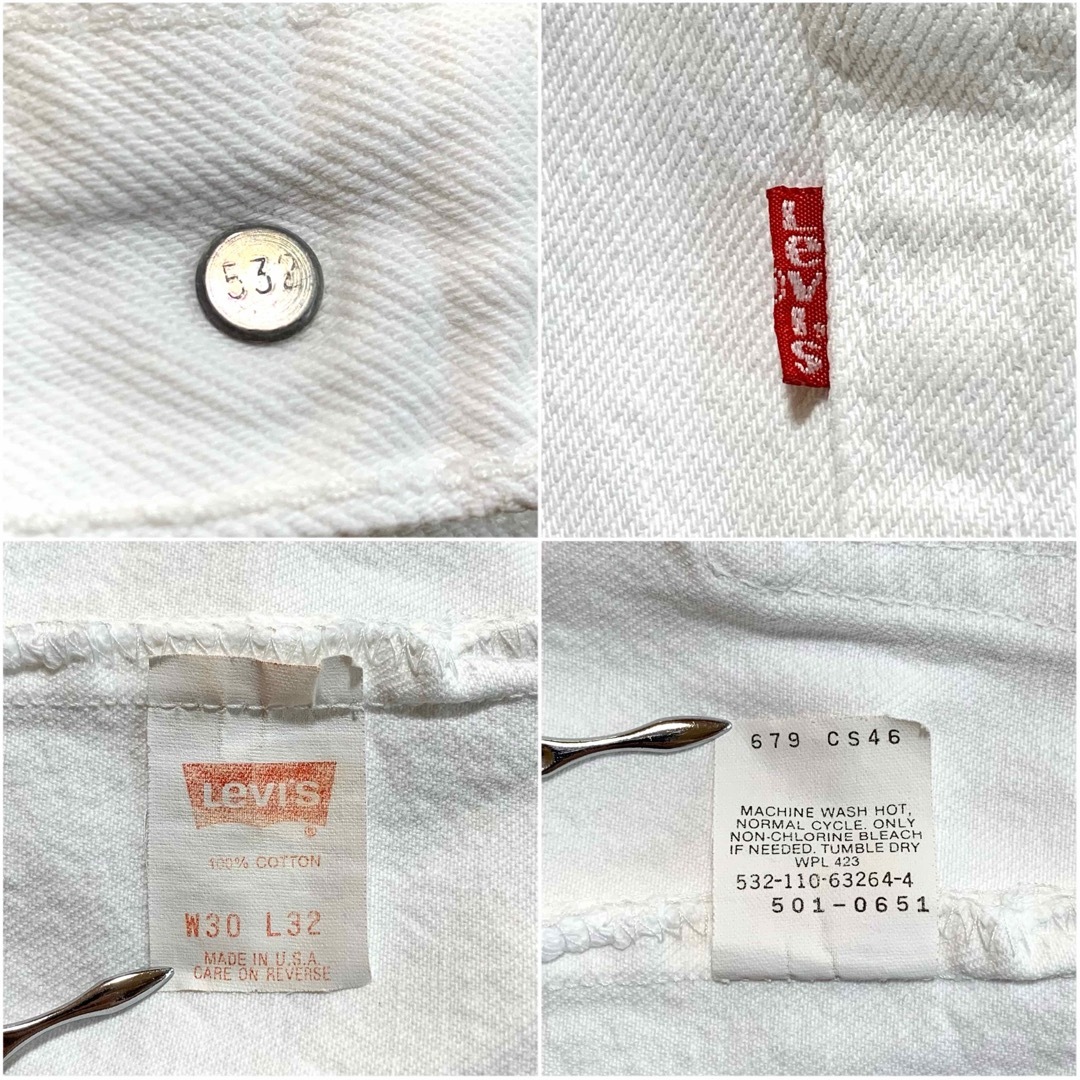 532
Levi's
LEVI'S
®
100% COTTON
W30 L32
MADE IN U.S.A.
CARE ON REVERSE
679 CS46
MACHINE WASH HOT,
NORMAL CYCLE. ONLY
NON-CHLORINE BLEACH
IF NEEDED. TUMBLE DRY
WPL 423
532-110-63264-4
501-0651